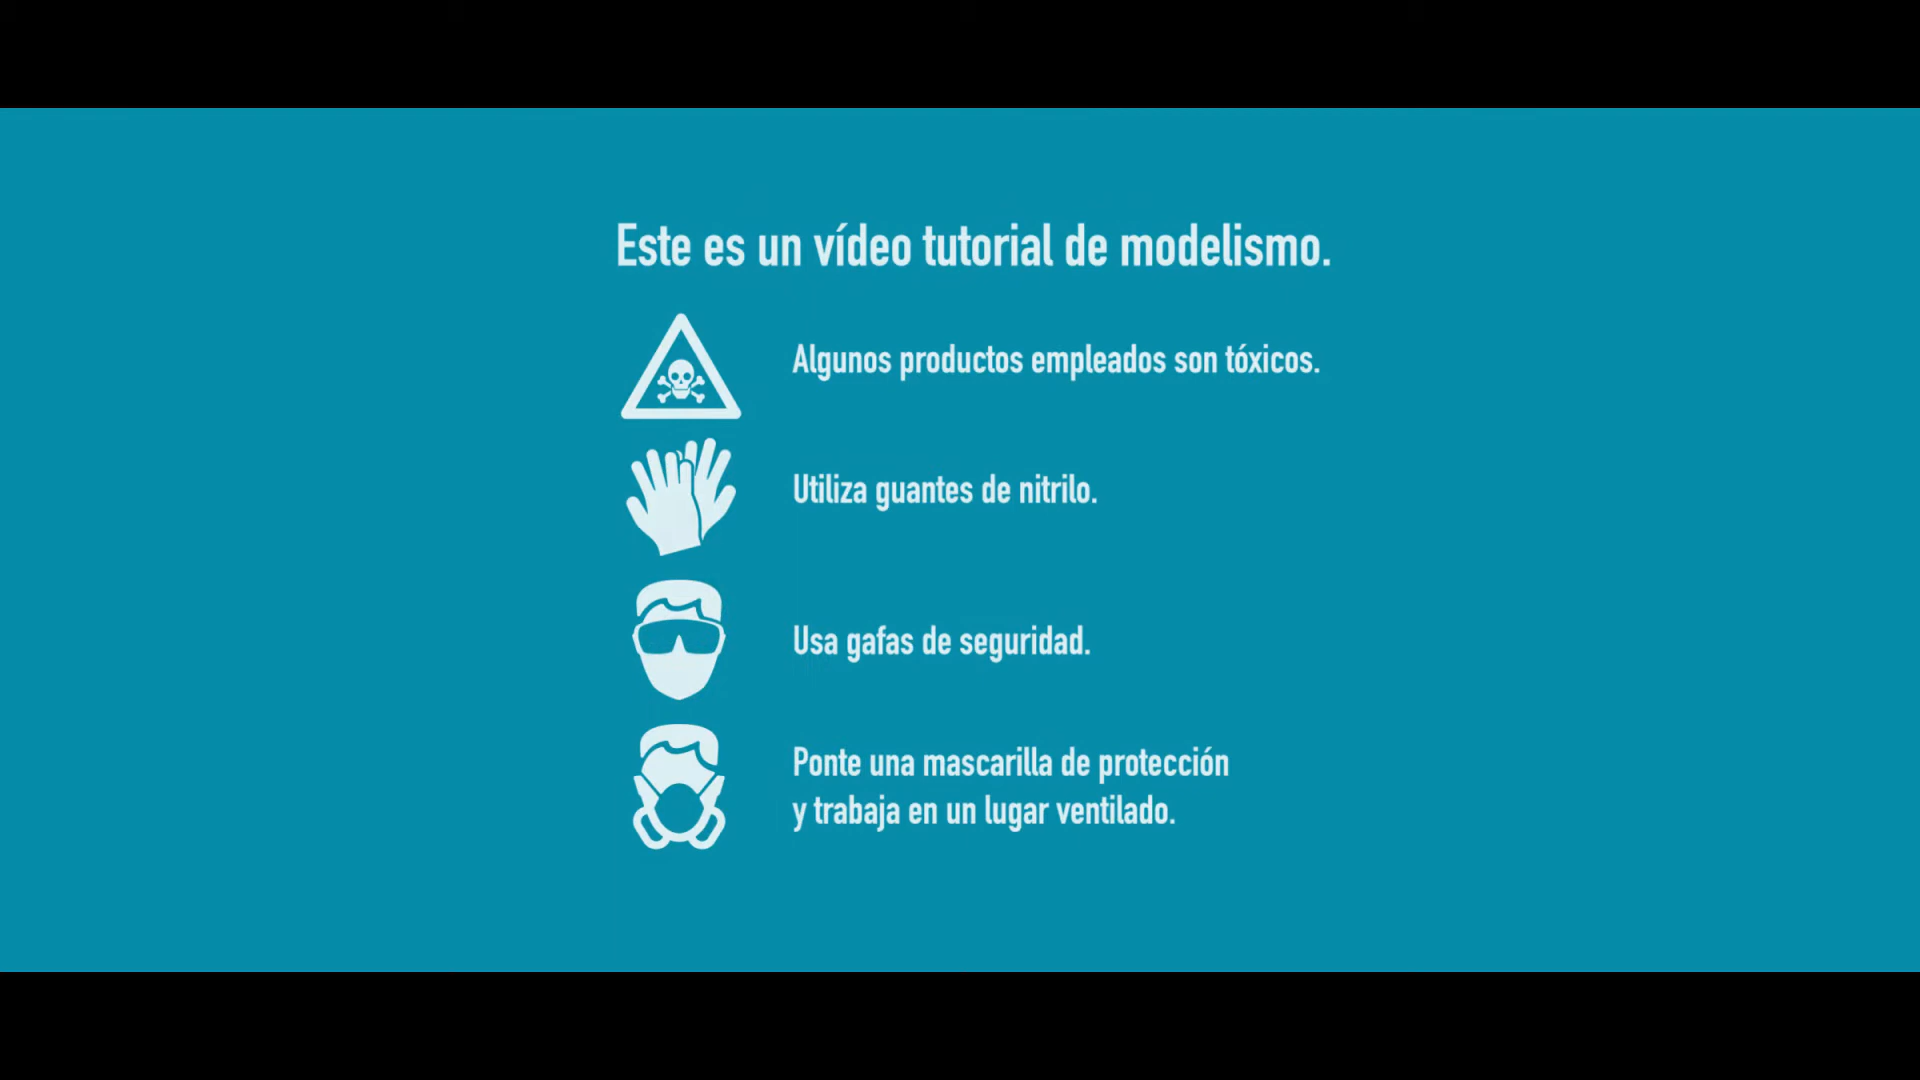 Este es un vídeo tutorial de modelismo.
Algunos productos empleados son tóxicos.
Utiliza guantes de nitrilo.
Usa gafas de seguridad.
Ponte una mascarilla de protección
y trabaja en un lugar ventilado.